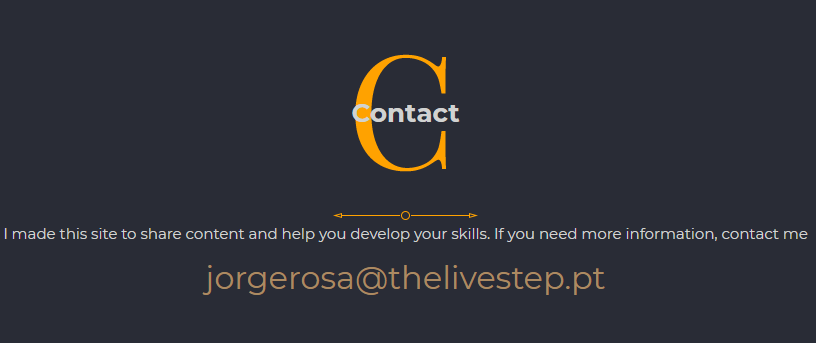 C
Contact
I made this site to share content and help you develop your skills. If you need more information, contact me
jorgerosa@thelivestep.pt